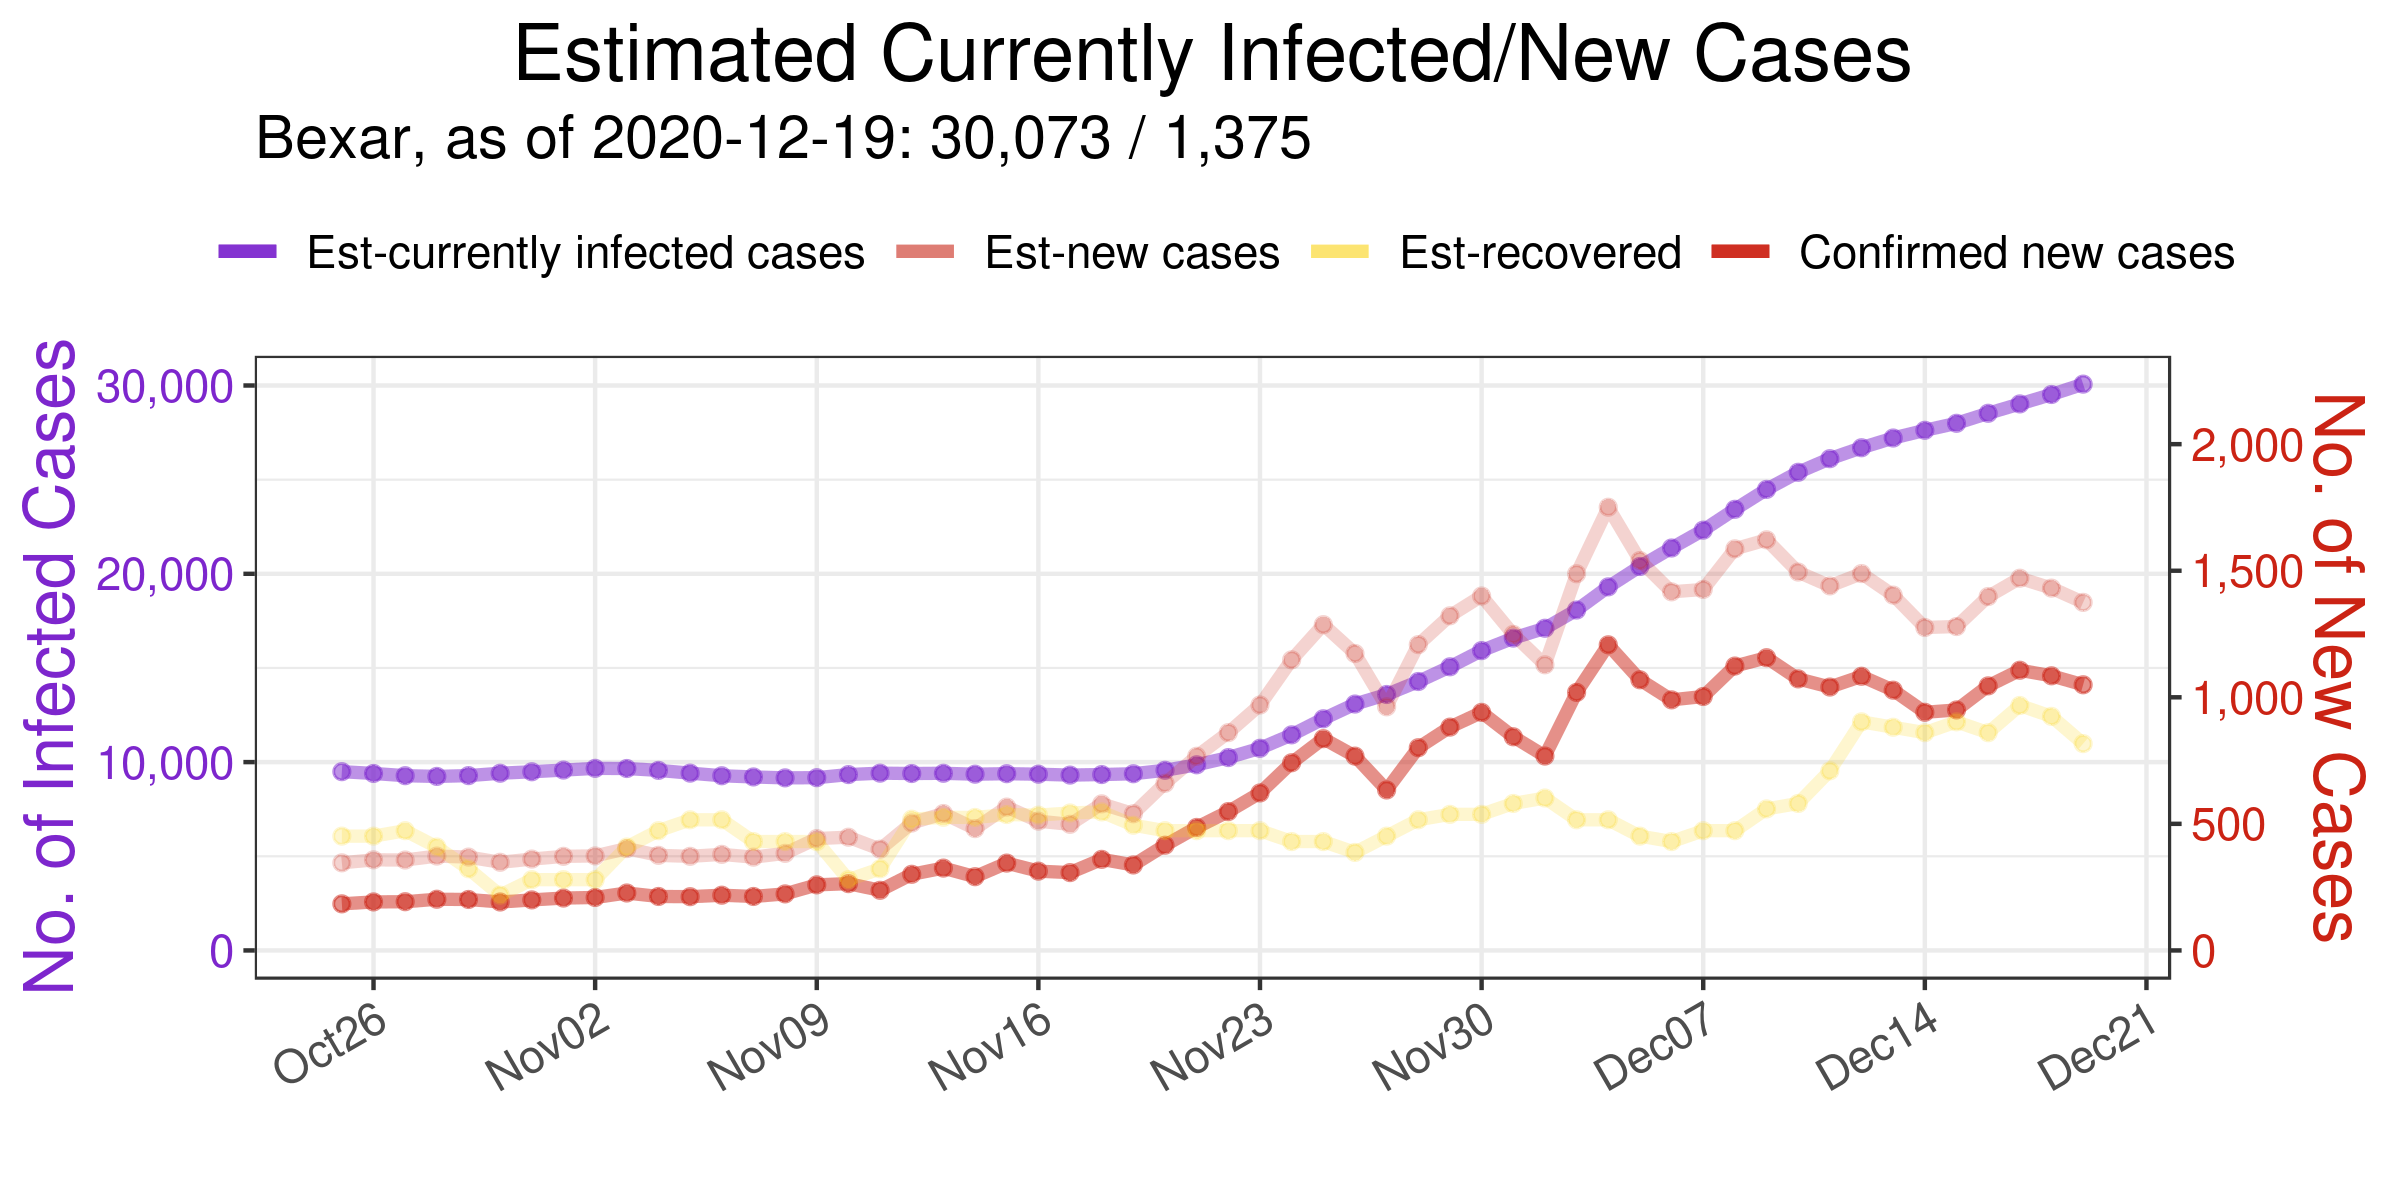 Estimated Currently Infected/New Cases
Bexar, as of 2020-12-19: 30,073 / 1,375
Est-currently infected cases Est-new cases Est-recovered Confirmed new cases
No. of Infected Cases
30,000
20,000
10,000
0
2,000
1,500
1,000
500
0
No. of New Cases
Oct26 Nov02 Nov09 Nov16 Nov23 Nov30 Dec07 Dec14 Dec21